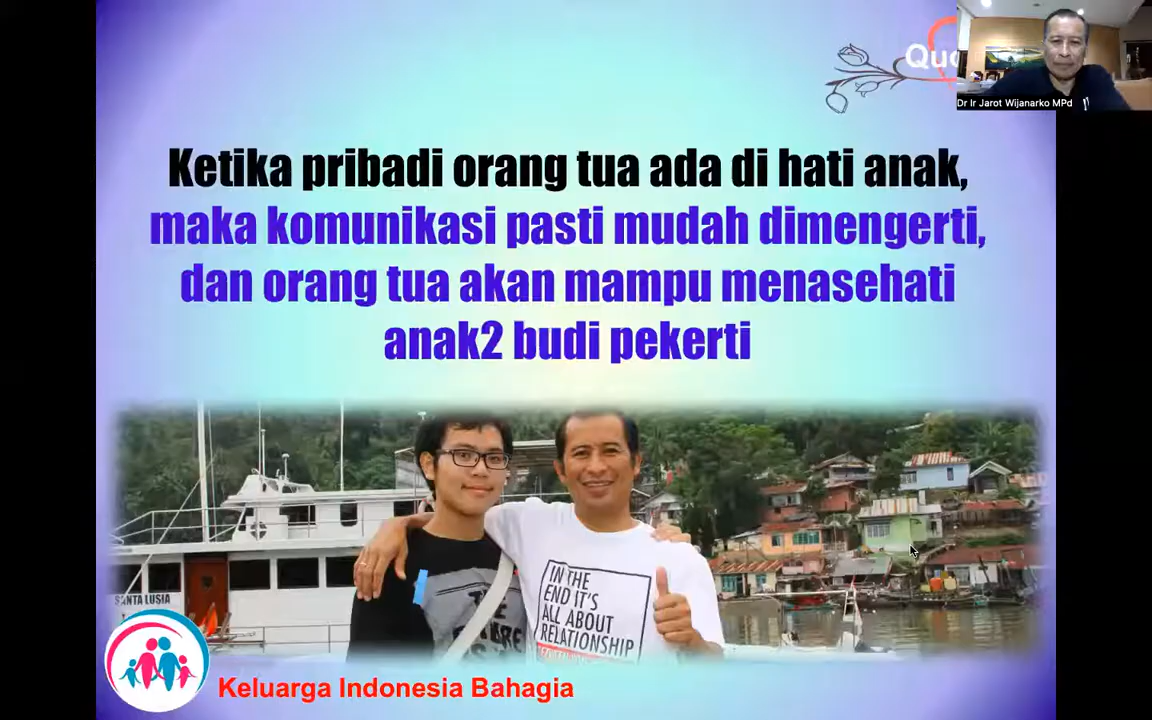 Dr Ir Jarot Wijanarko MPd
Ketika pribadi orang tua ada di hati anak,
maka komunikasi pasti mudah dimengerti,
dan orang tua akan mampu menasehati
anak2 budi pekerti
SANTA LUSIA
THE
IN THE
END IT'S
ALL ABOUT
RELATIONSHIP
Keluarga Indonesia Bahagia